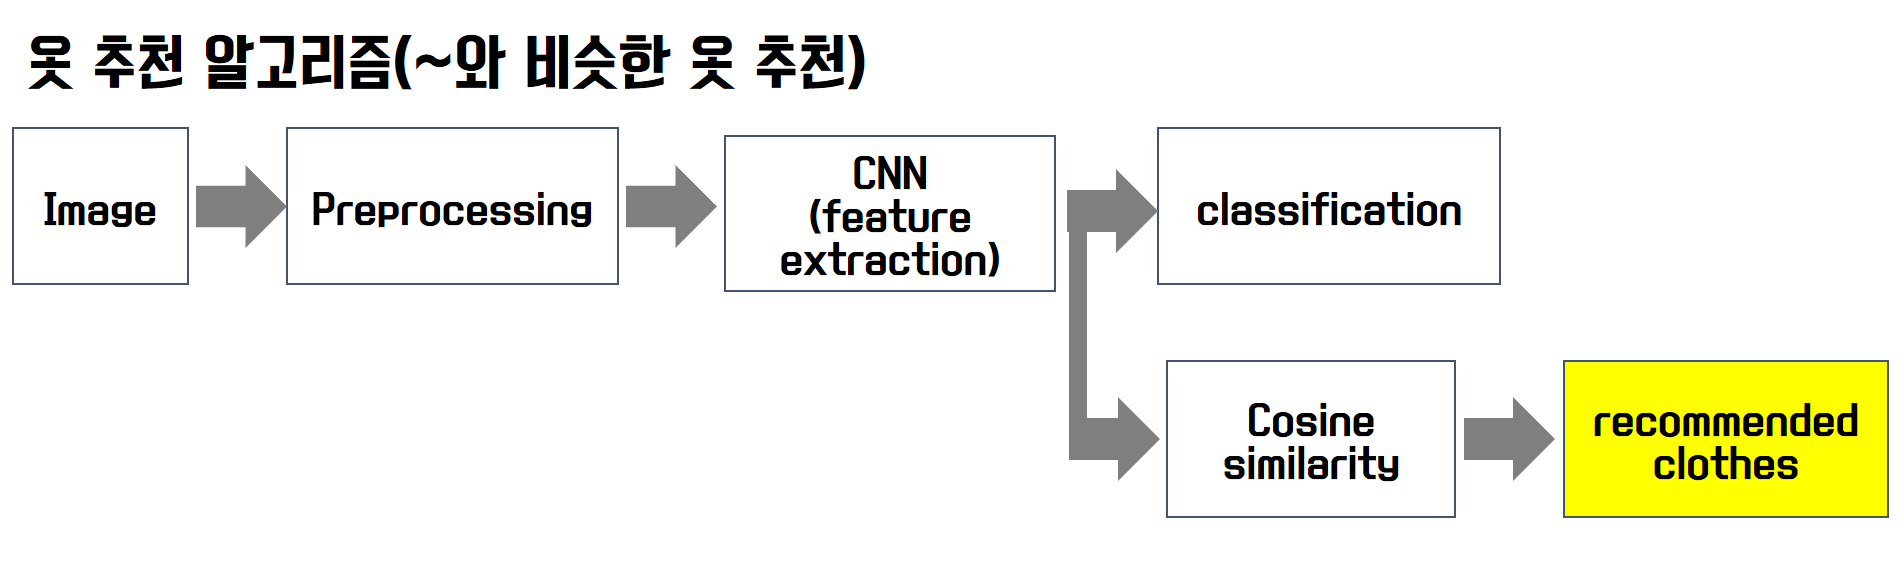 옷 추천 알고리즘(~와 비슷한 옷 추천)
Image
Preprocessing
CNN
(feature
extraction)
classification
Cosine
similarity
recommended
clothes